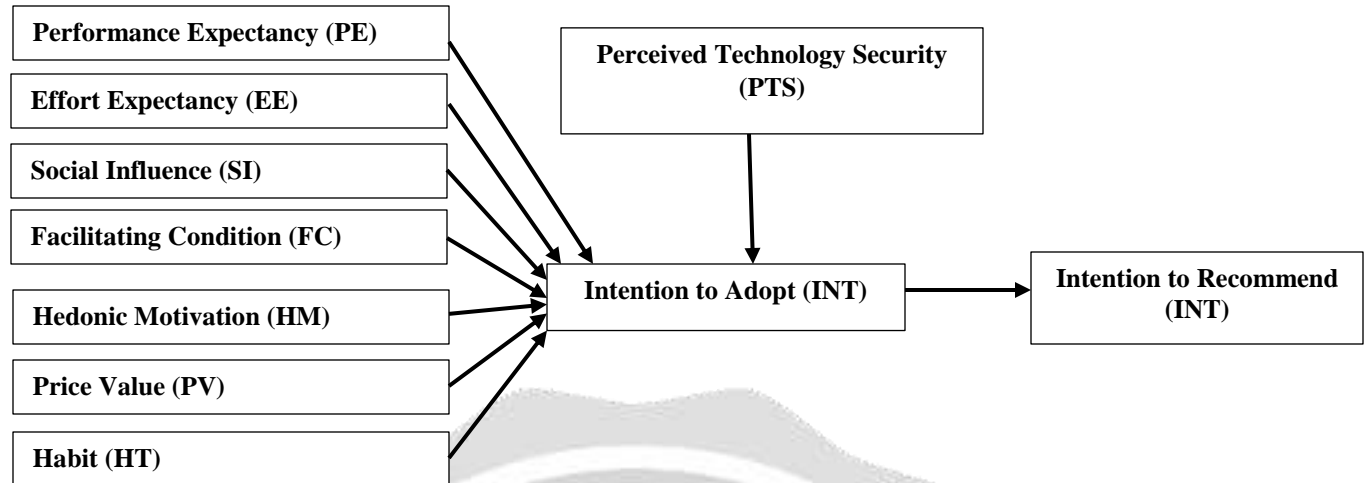 Performance Expectancy (PE)
Effort Expectancy (EE)
Social Influence (SI)
Facilitating Condition (FC)
Hedonic Motivation (HM)
Price Value (PV)
Habit (HT)
Perceived Technology Security
(PTS)
Intention to Adopt (INT)
Intention to Recommend
(INT)